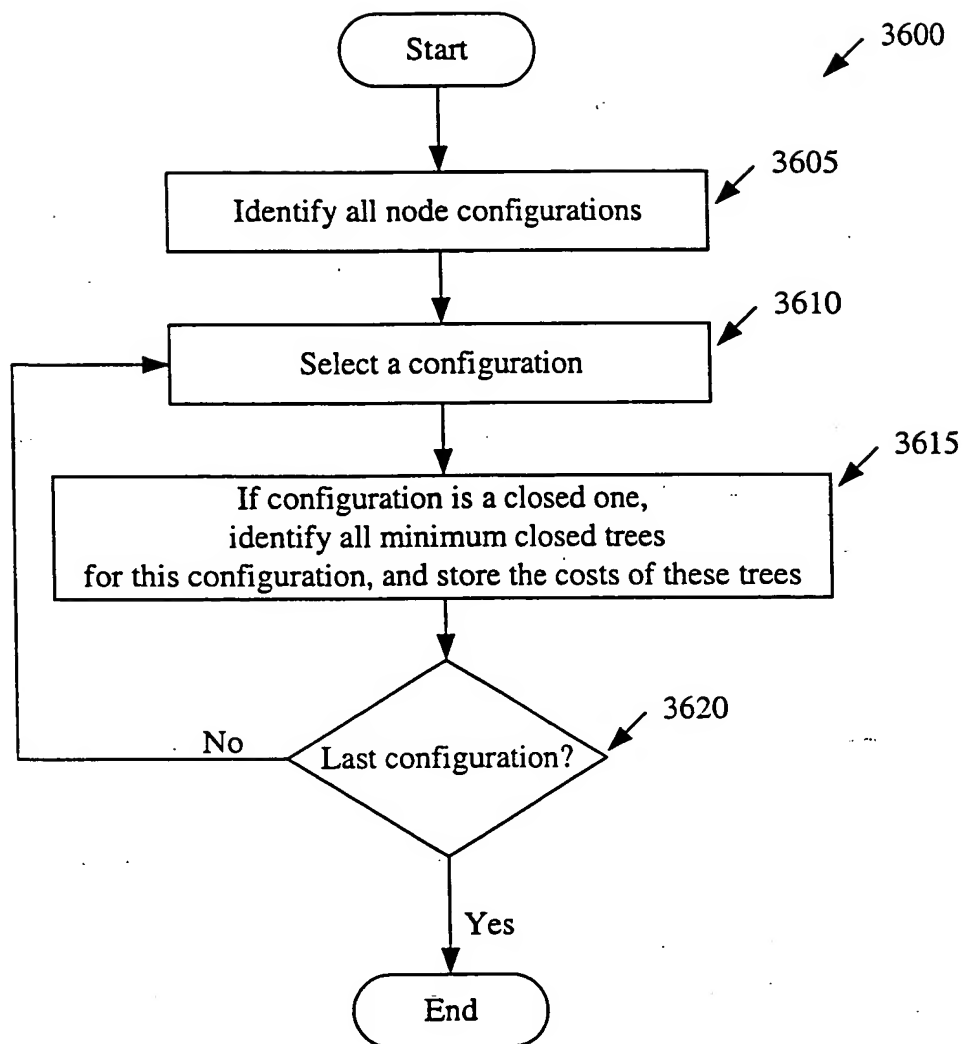 Start
3600
3605
Identify all node configurations
3610
Select a configuration
3615
If configuration is a closed one,
identify all minimum closed trees
for this configuration, and store the costs of these trees
3620
No
Last configuration?
Yes
End